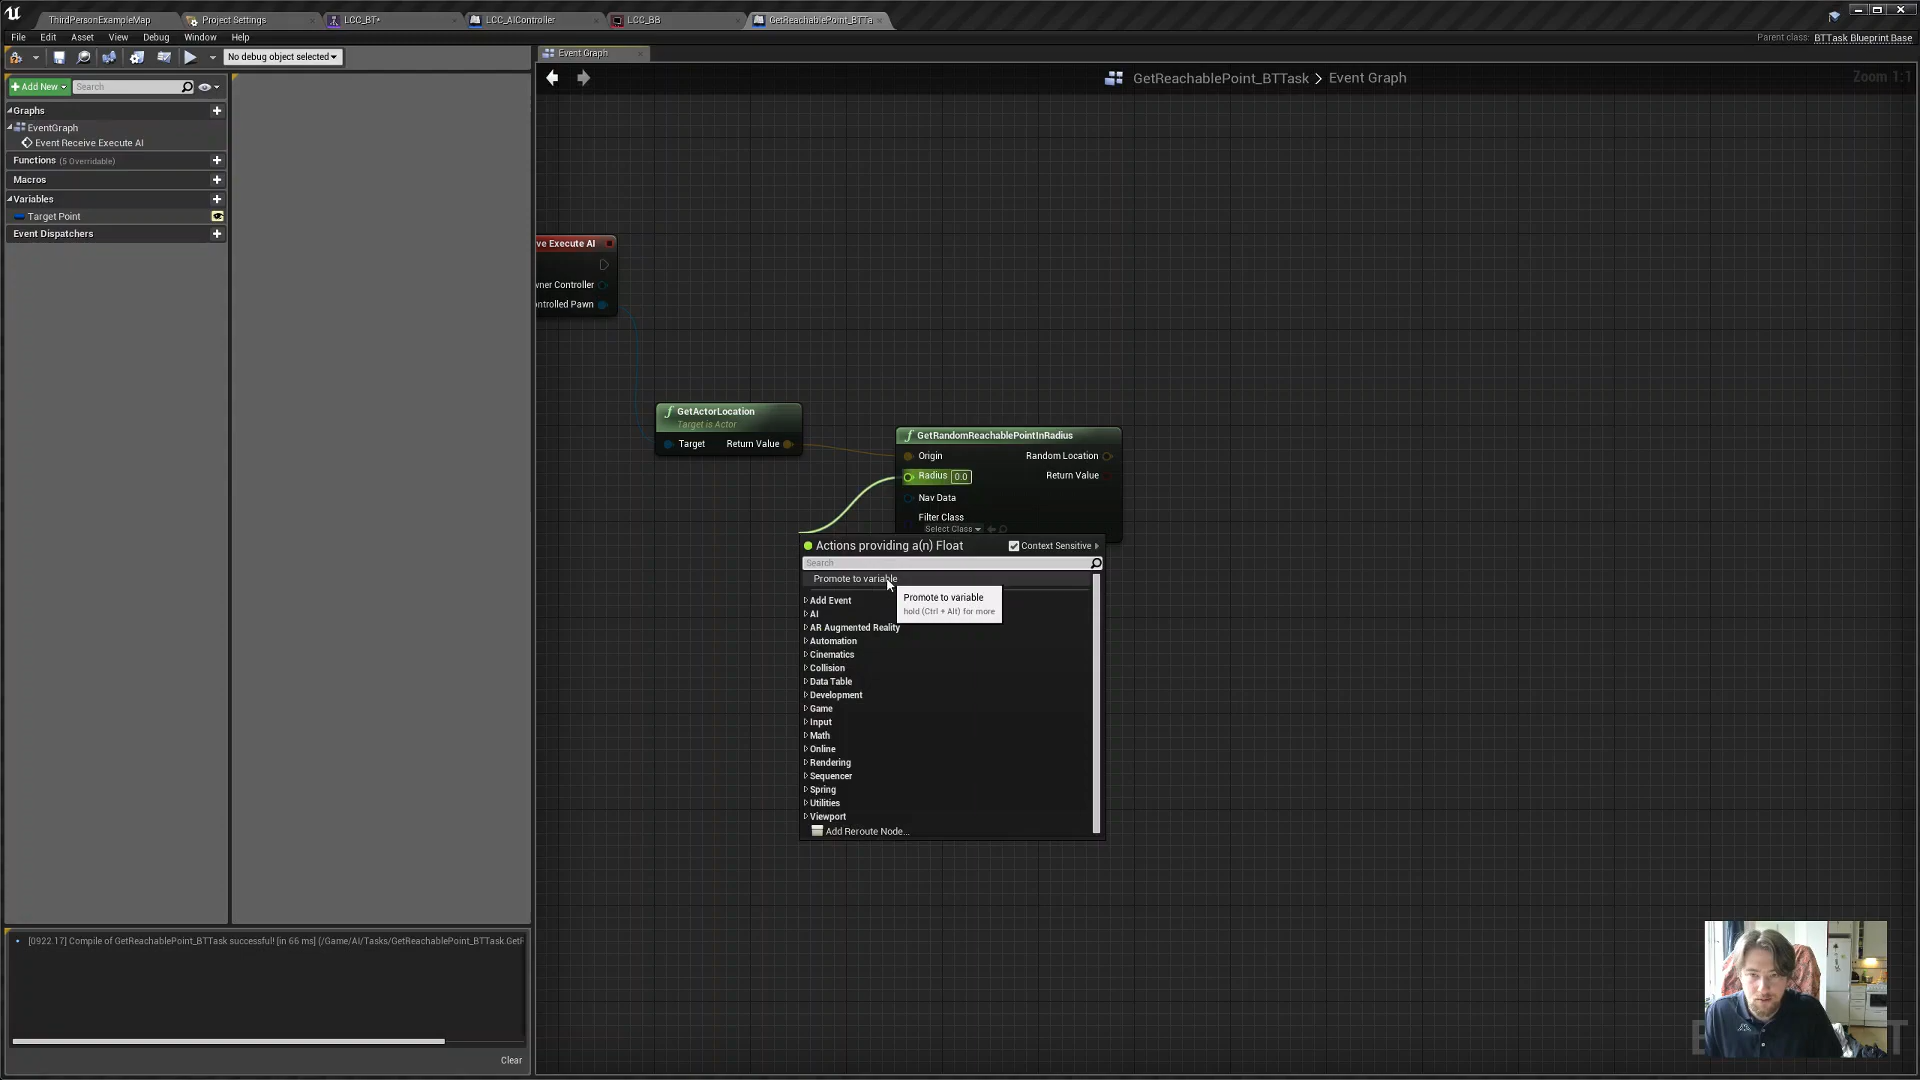 ThirdPersonExampleMap
Project Settings
LCC_BT*
LCC_AIController
LCC_BB
GetReachablePoint_BTTa
File Edit Asset View Debug Window Help
Parent class: BTTask Blueprint Base
No debug object selected
Event Graph
Add New
Search
GetReachablePoint_BTTask > Event Graph
Zoom 1:1
Graphs
EventGraph
Event Receive Execute AI
Functions (5 Overridable)
Macros
Variables
Target Point
Event Dispatchers
ve Execute AI
wner Controller
ontrolled Pawn
GetActorLocation
Target is Actor
Target Return Value
GetRandomReachablePointInRadius
Origin Random Location
Radius 0.0 Return Value
Nav Data
Filter Class
Select Class
Actions providing a(n) Float
Context Sensitive
Search
Promote to variable
Promote to variable
hold (Ctrl + Alt) for more
Add Event
AI
AR Augmented Reality
Automation
Cinematics
Collision
Data Table
Development
Game
Input
Math
Online
Rendering
Sequencer
Spring
Utilities
Viewport
Add Reroute Node...
[0922.17] Compile of GetReachablePoint_BTTask successful! [in 66 ms] (/Game/AI/Tasks/GetReachablePoint_BTTask.GetR
Clear